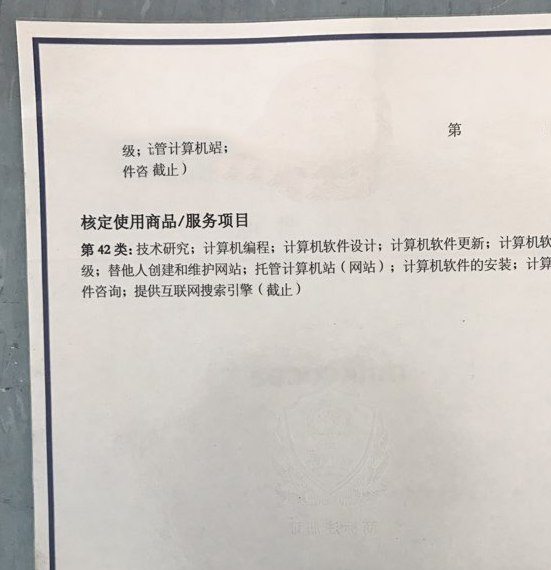 第
级；管计算机站；
件咨 截止）
核定使用商品/服务项目
第 42 类: 技术研究；计算机编程；计算机软件设计；计算机软件更新；计算机软
级；替他人创建和维护网站；托管计算机站（网站）；计算机软件的安装；计算
件咨询；提供互联网搜索引擎（截止）